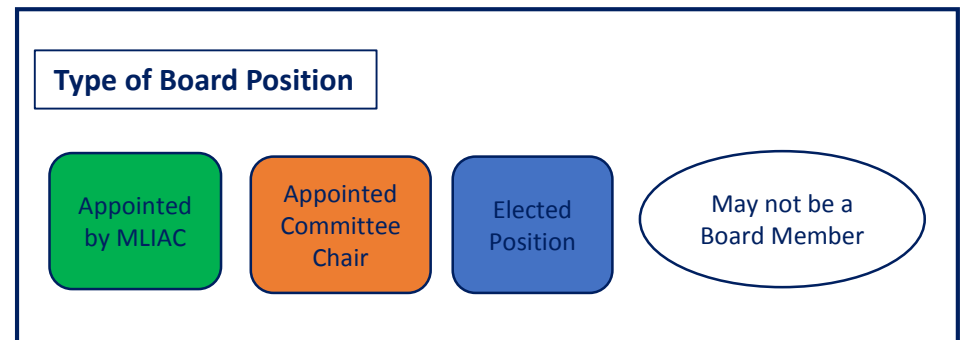 Type of Board Position
Appointed
by MLIAC
Appointed
Committee
Chair
Elected
Position
May not be a
Board Member